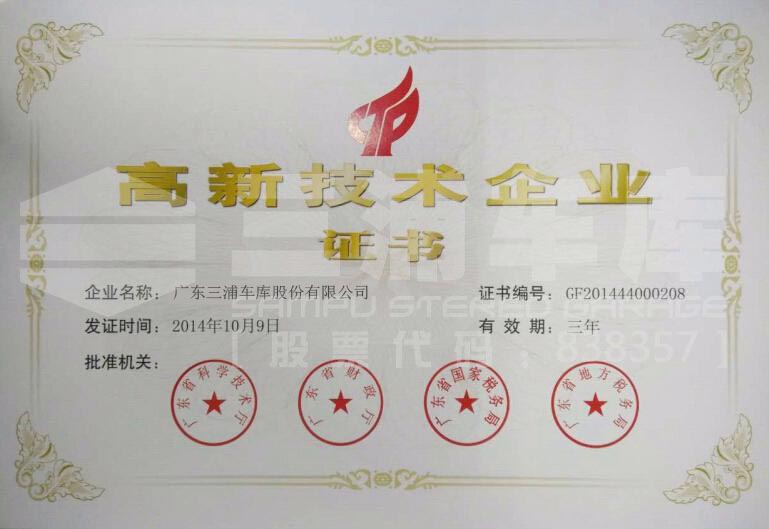 高新技术企业
证书
企业名称：广东三浦车库股份有限公司
证书编号：GF201444000208
发证时间：2014年10月9日
有效期：三年
批准机关：
广东省科学技术厅
广东省财政厅
广东省国家税务局
广东省地方税务局
三浦车库
SAMPU STEREO GARAGE
[股票代码：838357]